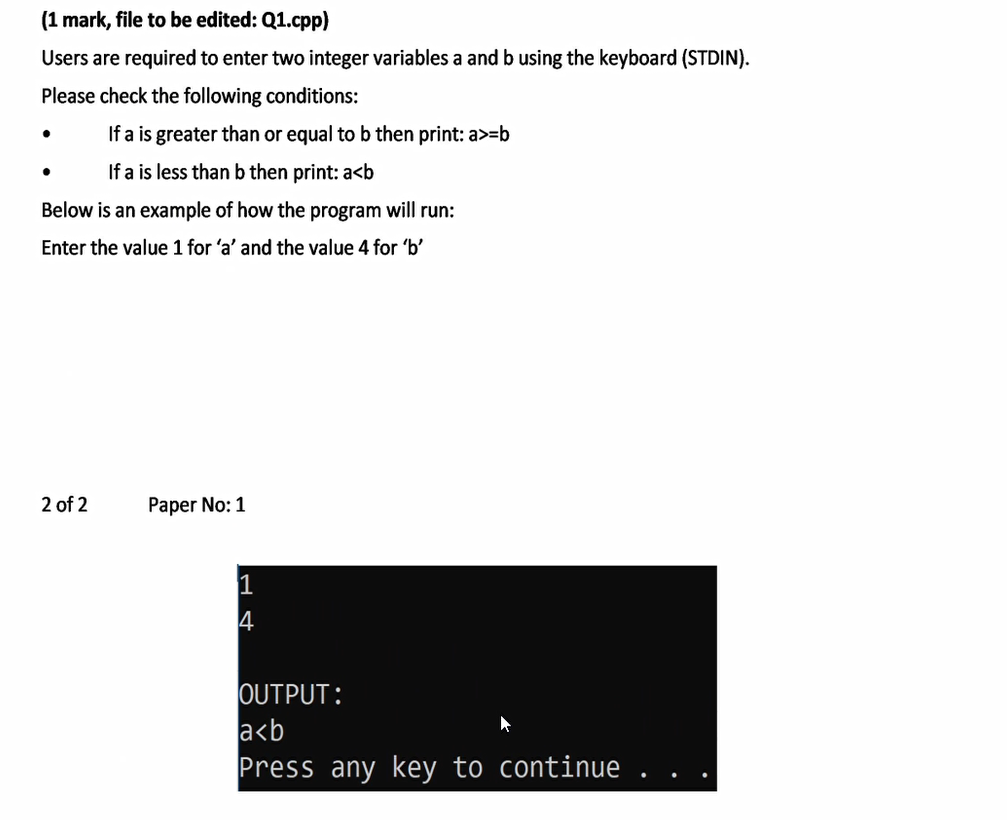 (1 mark, file to be edited: Q1.cpp)
Users are required to enter two integer variables a and b using the keyboard (STDIN).
Please check the following conditions:
• If a is greater than or equal to b then print: a>=b
• If a is less than b then print: a<b
Below is an example of how the program will run:
Enter the value 1 for ‘a’ and the value 4 for ‘b’
2 of 2 Paper No: 1
1
4
OUTPUT:
a<b
Press any key to continue . . .